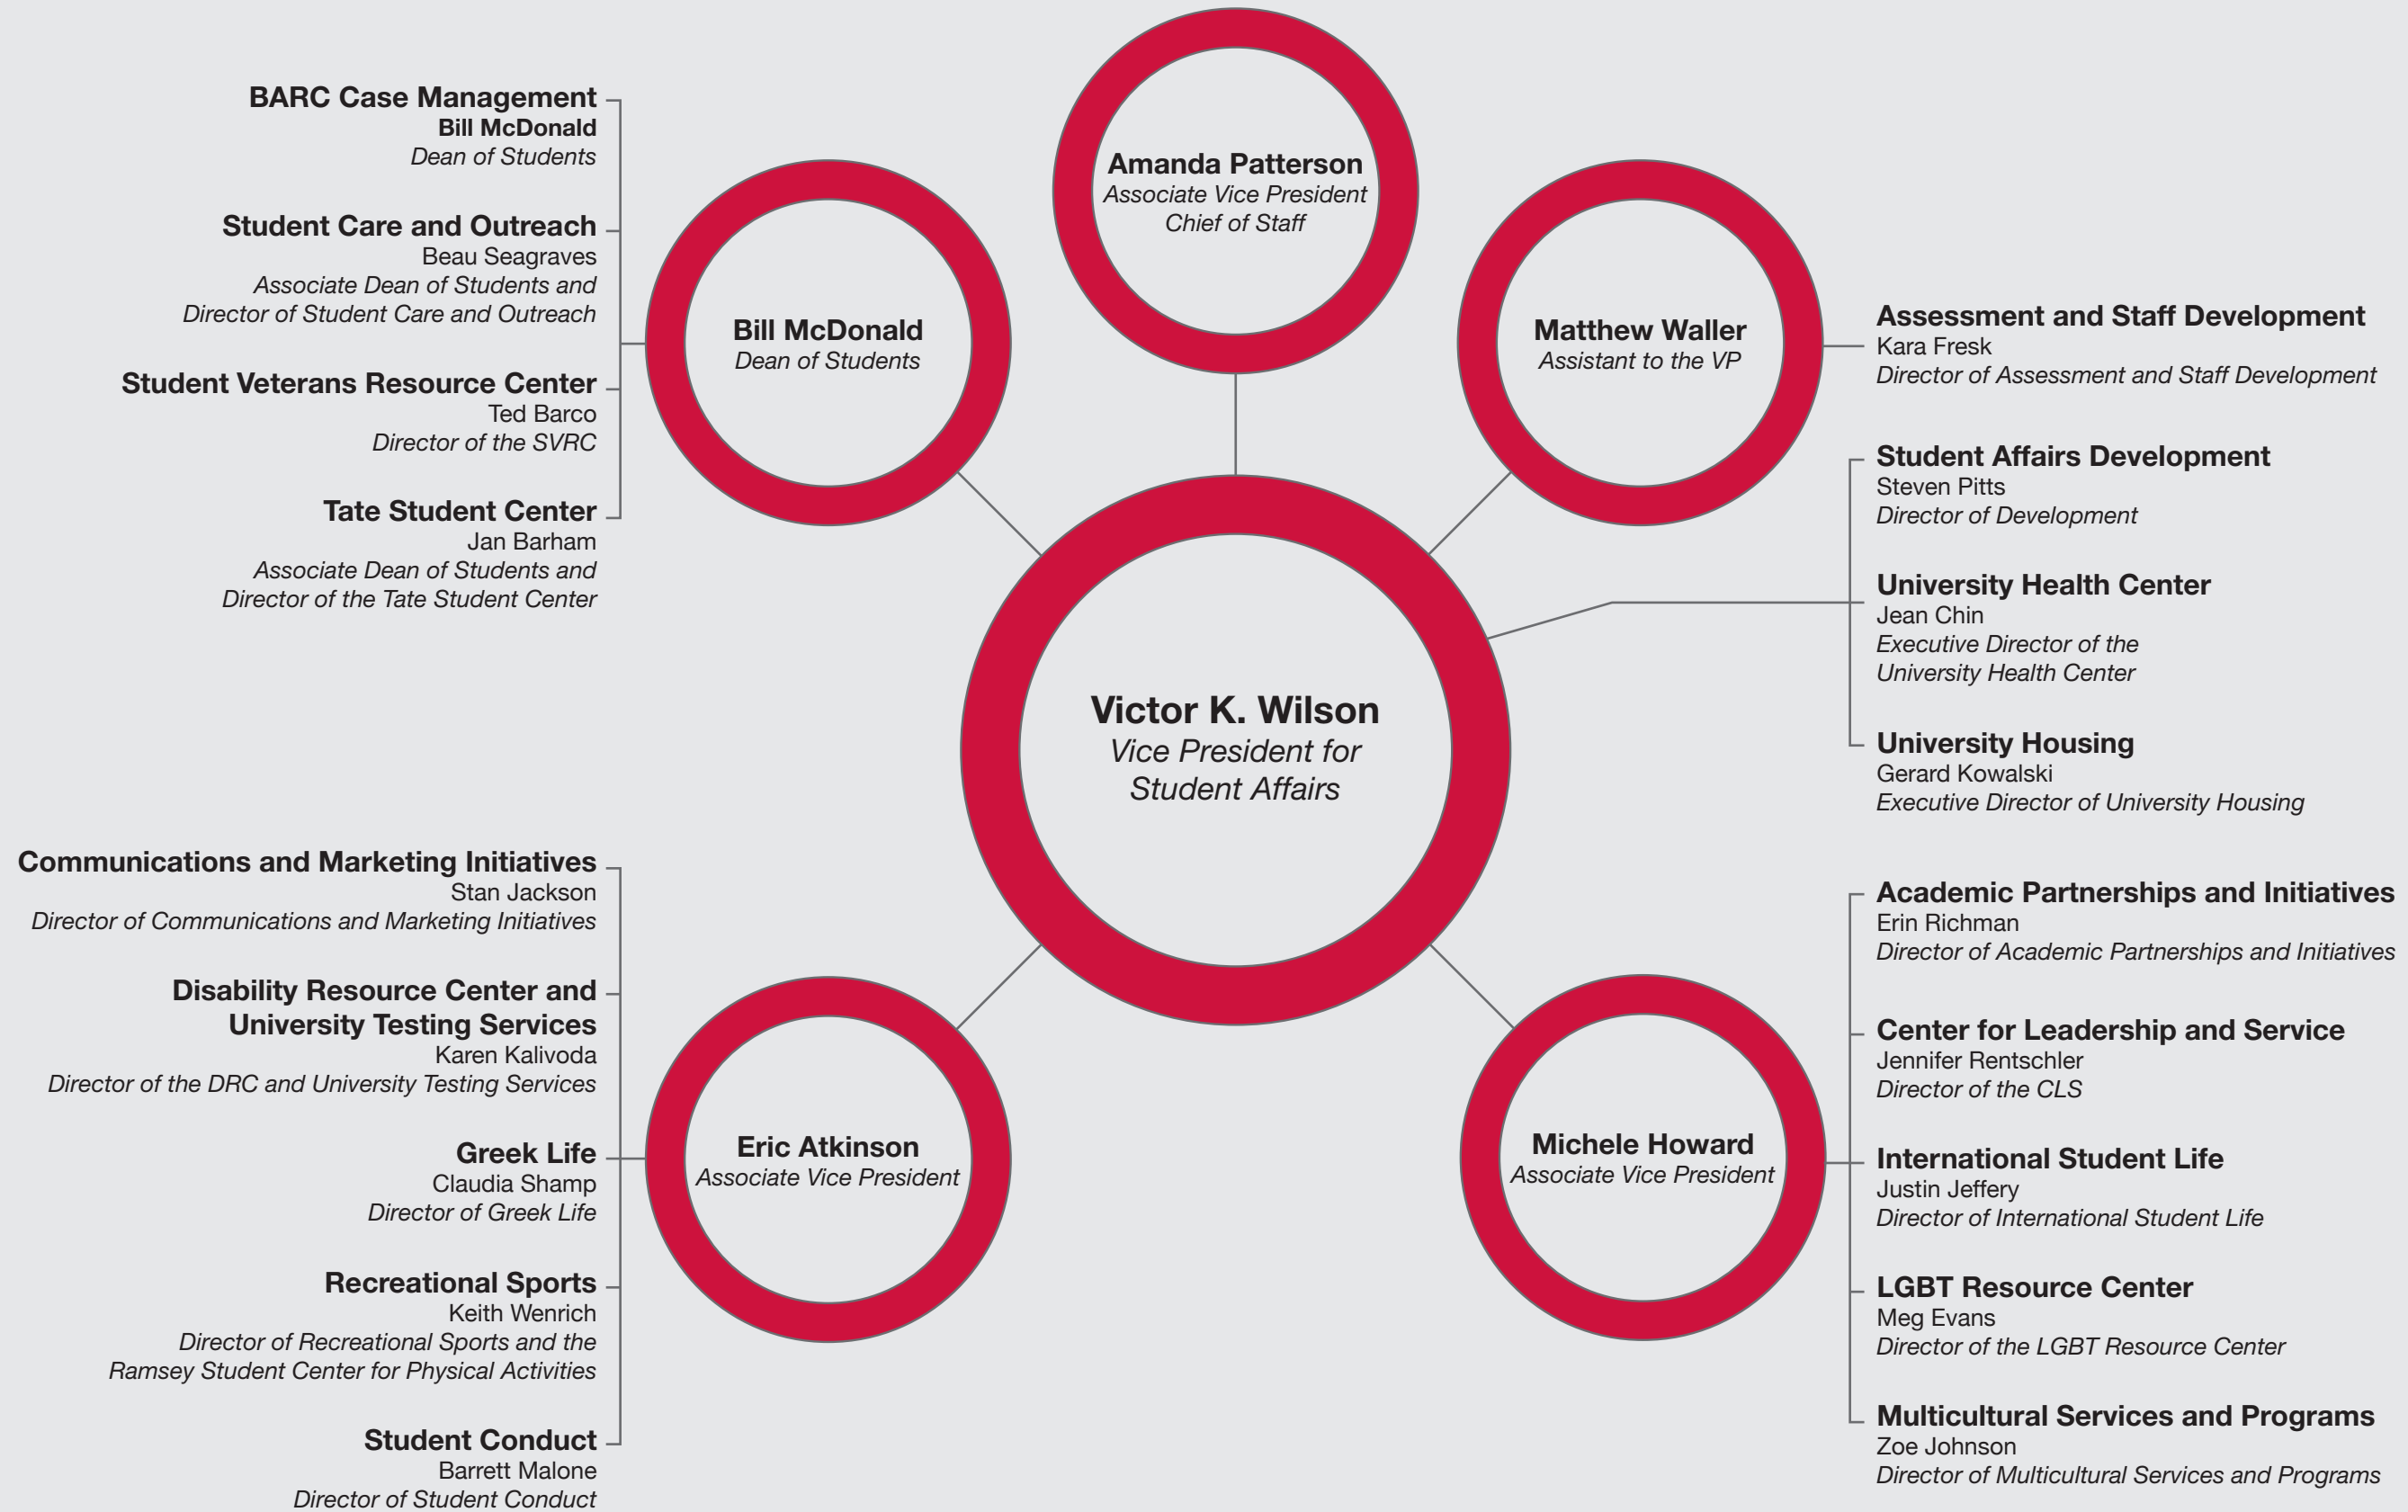 Amanda Patterson
Associate Vice President
Chief of Staff
Bill McDonald
Dean of Students
Matthew Waller
Assistant to the VP
Victor K. Wilson
Vice President for
Student Affairs
Eric Atkinson
Associate Vice President
Michele Howard
Associate Vice President
BARC Case Management
Bill McDonald
Dean of Students
Student Care and Outreach
Beau Seagraves
Associate Dean of Students and
Director of Student Care and Outreach
Student Veterans Resource Center
Ted Barco
Director of the SVRC
Tate Student Center
Jan Barham
Associate Dean of Students and
Director of the Tate Student Center
Communications and Marketing Initiatives
Stan Jackson
Director of Communications and Marketing Initiatives
Disability Resource Center and
University Testing Services
Karen Kalivoda
Director of the DRC and University Testing Services
Greek Life
Claudia Shamp
Director of Greek Life
Recreational Sports
Keith Wenrich
Director of Recreational Sports and the
Ramsey Student Center for Physical Activities
Student Conduct
Barrett Malone
Director of Student Conduct
Assessment and Staff Development
Kara Fresk
Director of Assessment and Staff Development
Student Affairs Development
Steven Pitts
Director of Development
University Health Center
Jean Chin
Executive Director of the
University Health Center
University Housing
Gerard Kowalski
Executive Director of University Housing
Academic Partnerships and Initiatives
Erin Richman
Director of Academic Partnerships and Initiatives
Center for Leadership and Service
Jennifer Rentschler
Director of the CLS
International Student Life
Justin Jeffery
Director of International Student Life
LGBT Resource Center
Meg Evans
Director of the LGBT Resource Center
Multicultural Services and Programs
Zoe Johnson
Director of Multicultural Services and Programs